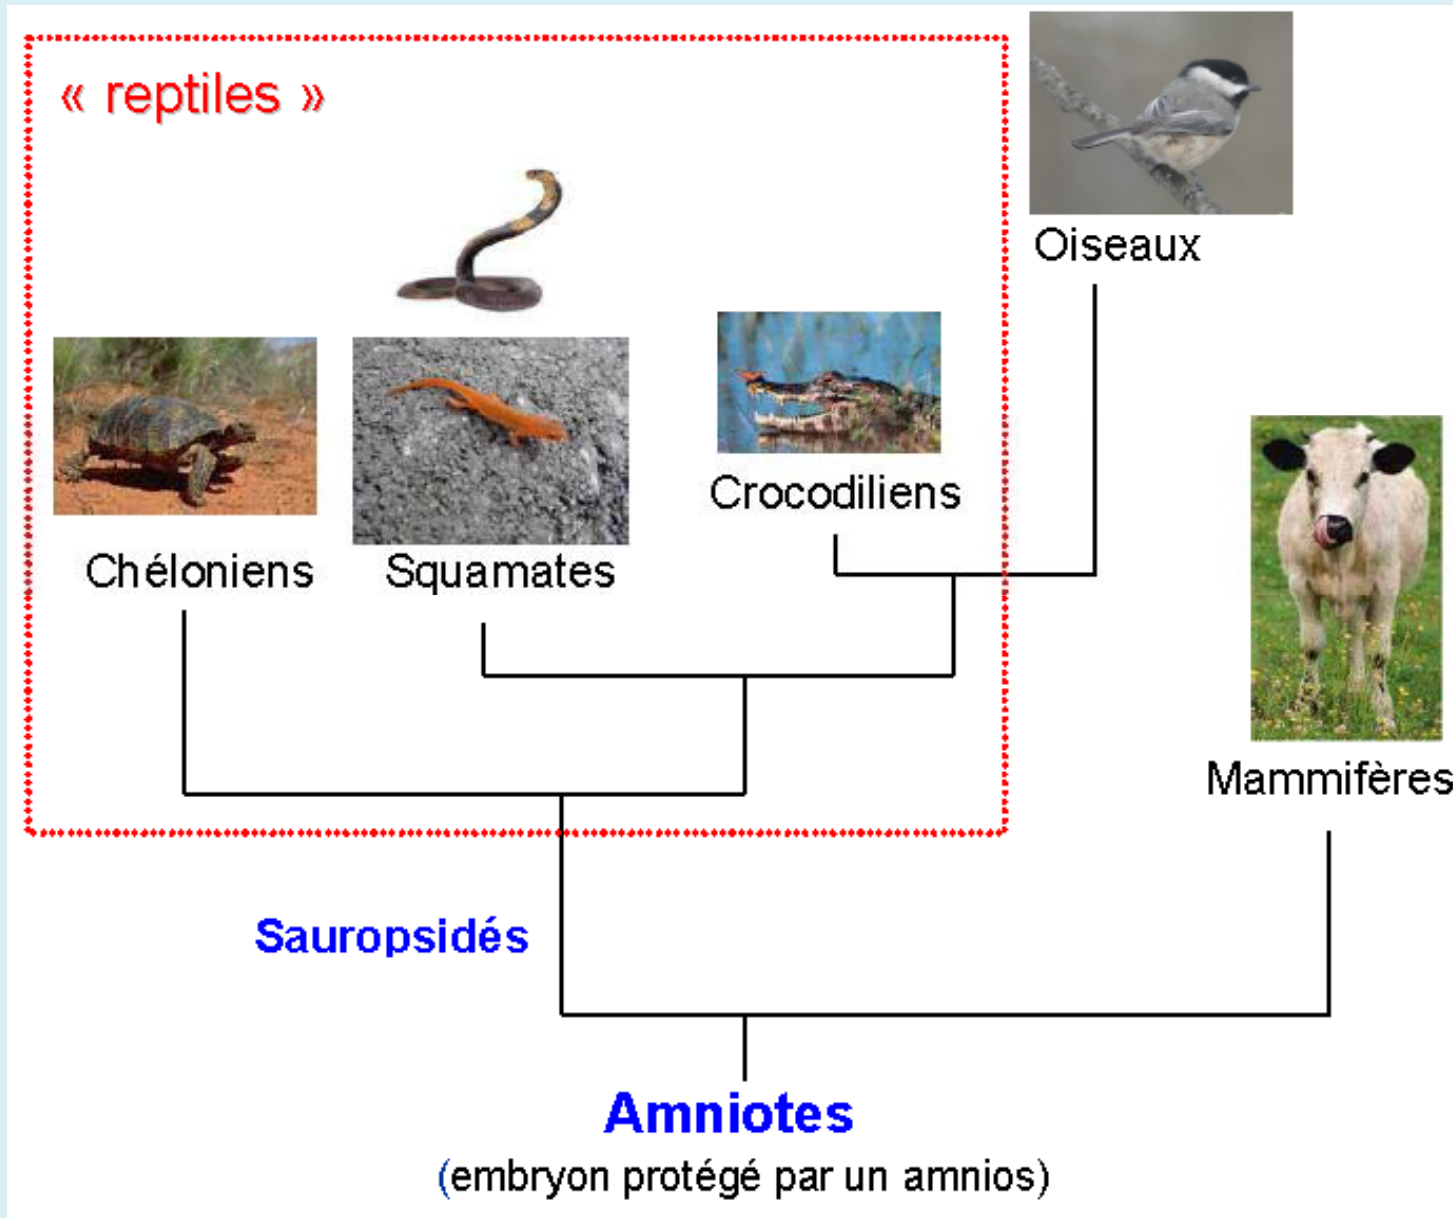 « reptiles »
Oiseaux
Crocodiliens
Chéloniens
Squamates
Mammifères
Sauropsidés
Amniotes
(embryon protégé par un amnios)